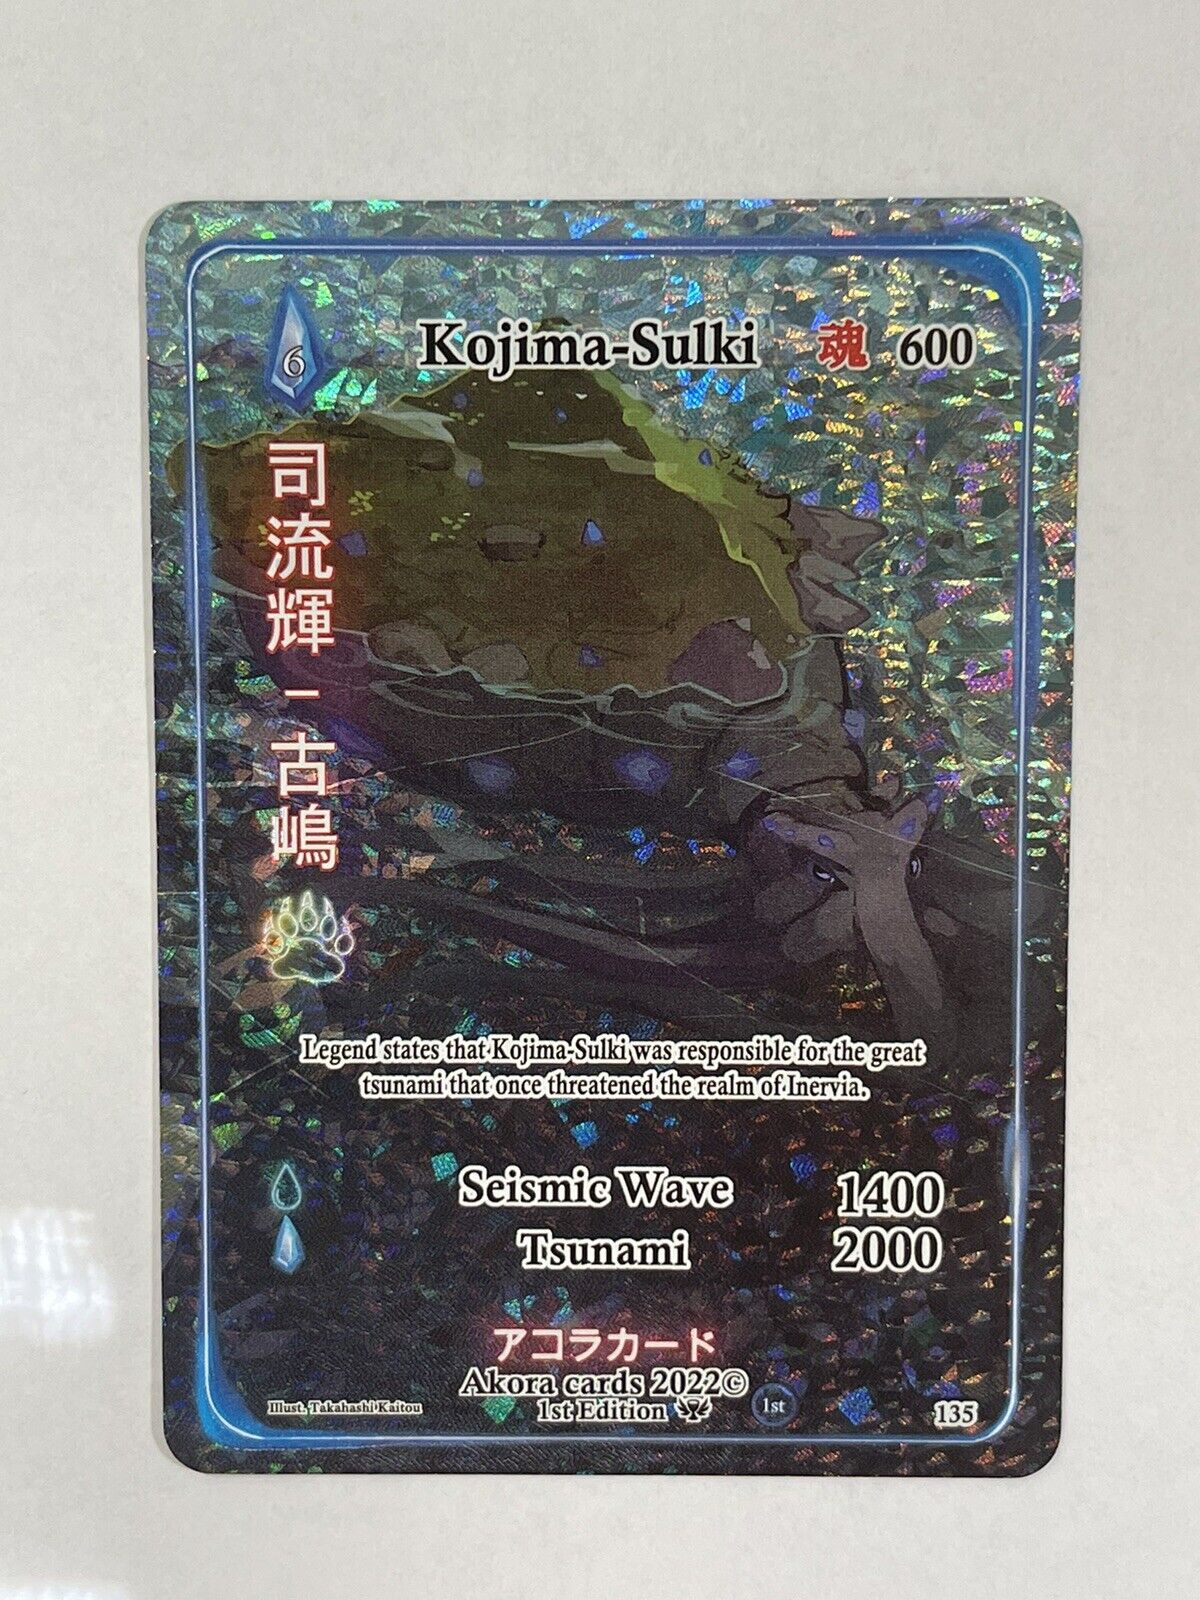 6
Kojima-Sulki 魂 600
司流輝-古嶋
Legend states that Kojima-Sulki was responsible for the great
tsunami that once threatened the realm of Inervia.
Seismic Wave 1400
Tsunami 2000
アコラカード
Akora cards 2022©
Illust. Takahashi Kaitou
1st Edition
1st
135